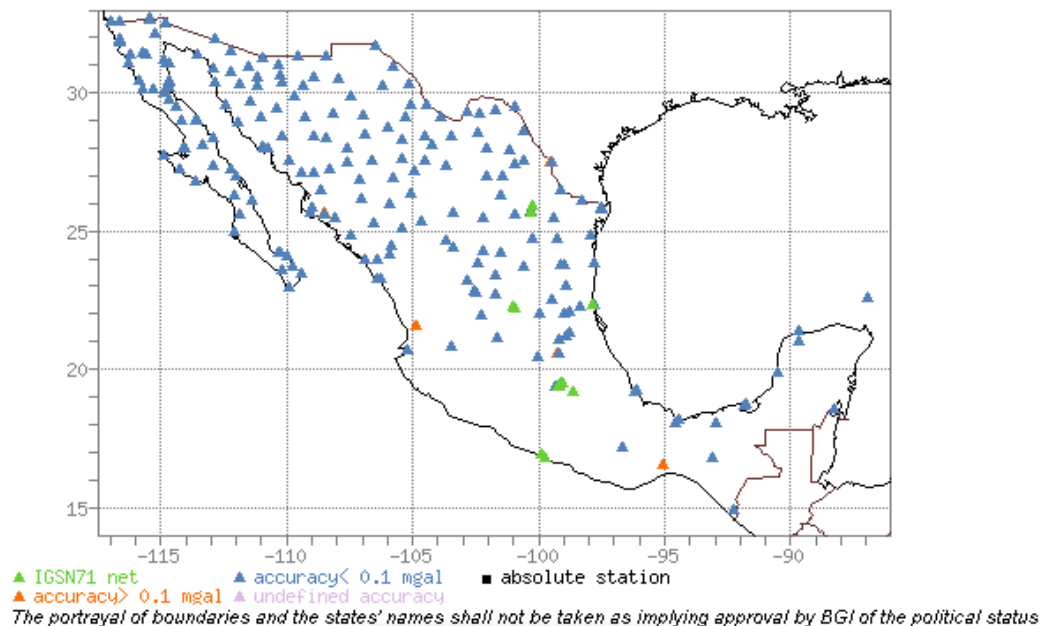 30
25
20
15
-115 -110 -105 -100 -95 -90
IGSN71 net accuracy< 0.1 mgal absolute station
accuracy> 0.1 mgal undefined accuracy
The portrayal of boundaries and the states' names shall not be taken as implying approval by BGI of the political status